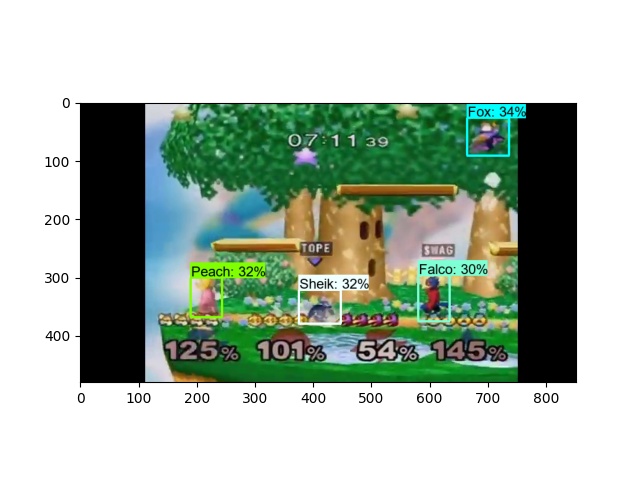 Fox: 34%
07:11 39
TOPE
SWAG
Peach: 32%
Falco: 30%
Sheik: 32%
125% 101% 54% 145%
0
100
200
300
400
0 100 200 300 400 500 600 700 800